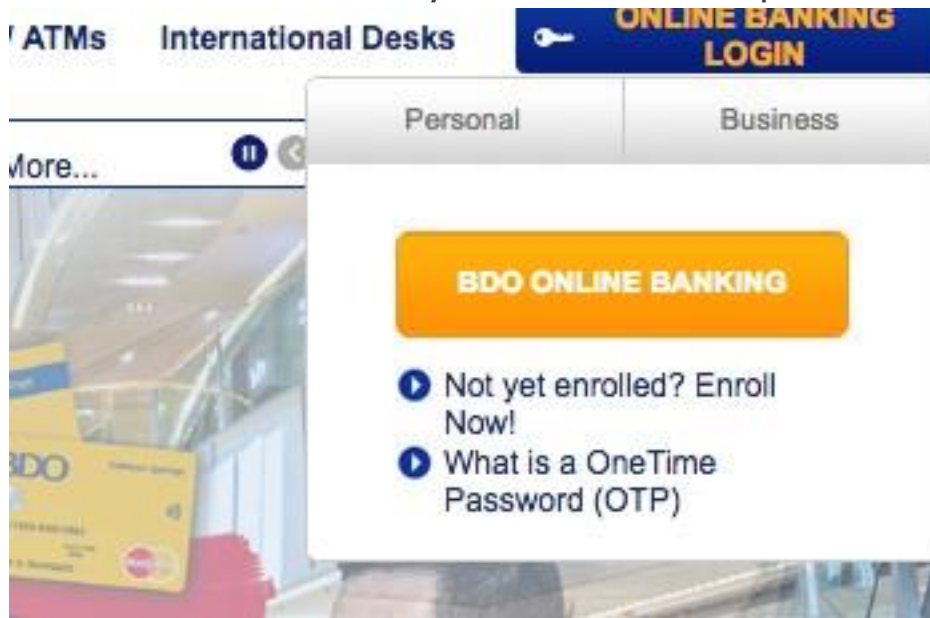 ATMs International Desks
ONLINE BANKING
LOGIN
Personal Business
More...
BDO ONLINE BANKING
Not yet enrolled? Enroll
Now!
What is a OneTime
Password (OTP)
BDO